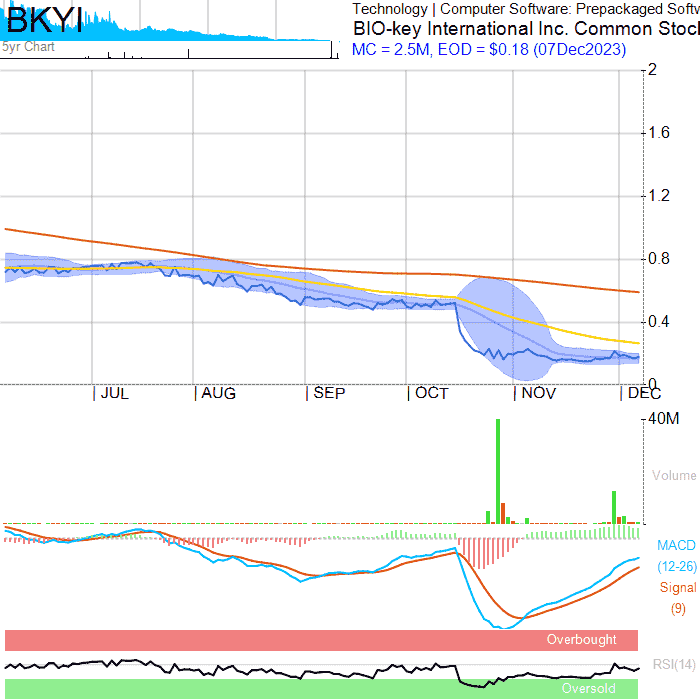 BKYI
Technology | Computer Software: Prepackaged Softw
BIO-key International Inc. Common Stoc
5yr Chart
MC = 2.5M, EOD = $0.18 (07Dec2023)
2
1.6
1.2
0.8
0.4
0
JUL AUG SEP OCT NOV DEC
40M
Volume
MACD
(12-26)
Signal
(9)
Overbought
RSI(14)
Oversold